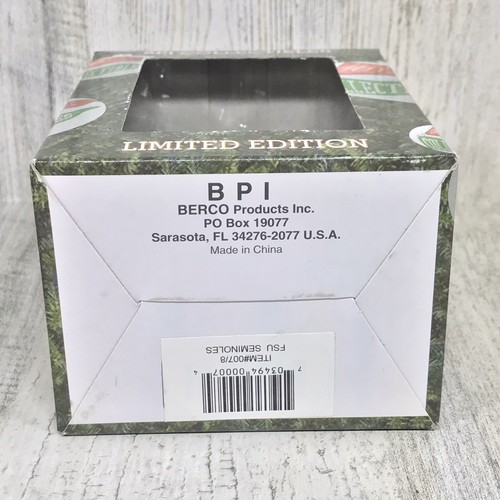 LECT
LIMITED EDITION
B P I
BERCO Products Inc.
PO Box 19077
Sarasota, FL 34276-2077 U.S.A.
Made in China
FSU SEMINOLES
ITEM#007/8
7 03494 00007 4